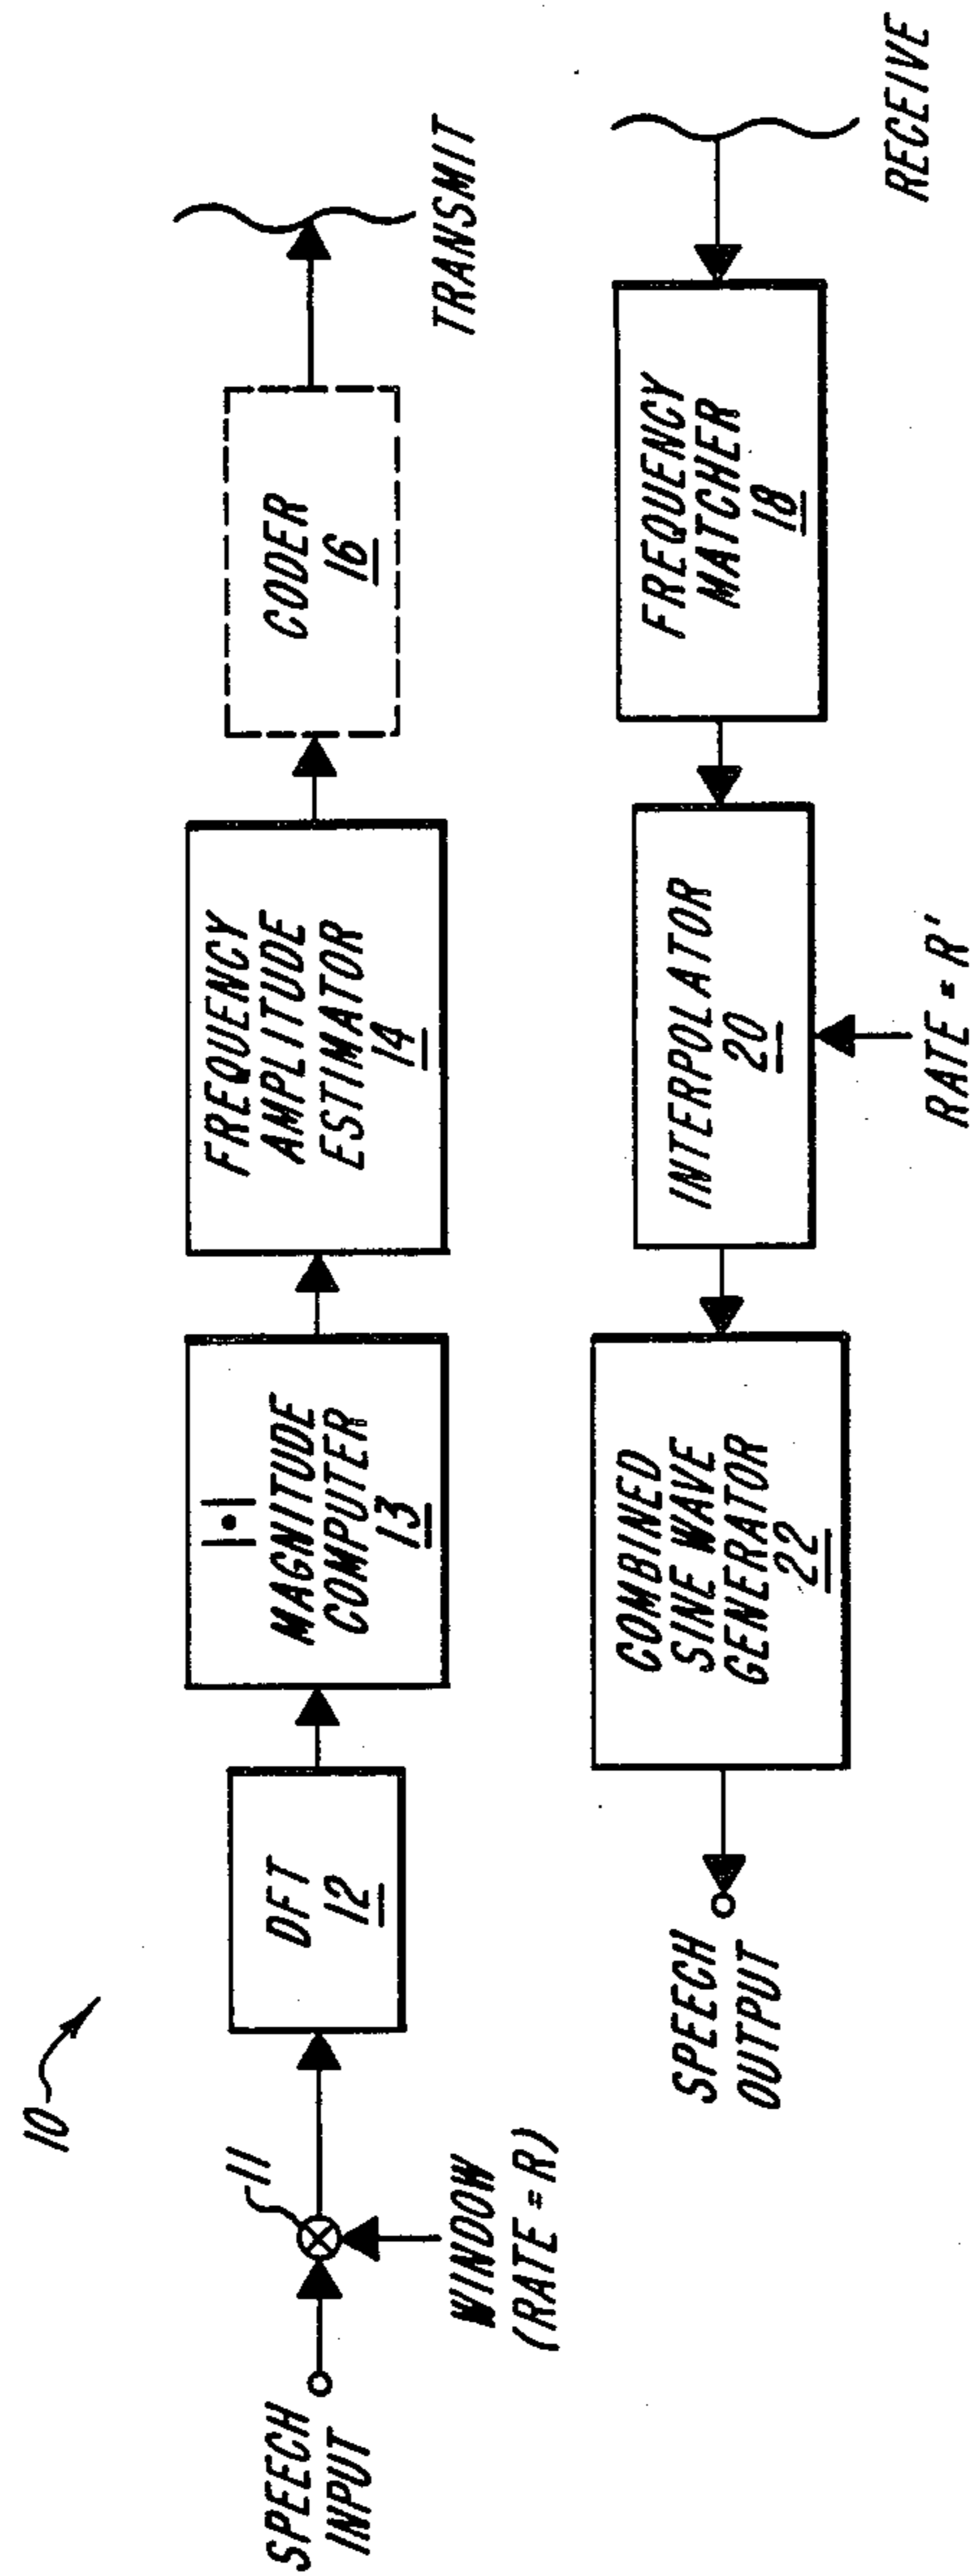 10
SPEECH
INPUT
11
WINDOW
(RATE = R)
DFT
12
|•|
MAGNITUDE
COMPUTER
13
FREQUENCY
AMPLITUDE
ESTIMATOR
14
CODER
16
TRANSMIT
SPEECH
OUTPUT
COMBINED
SINE WAVE
GENERATOR
22
INTERPOLATOR
20
RATE = R'
FREQUENCY
MATCHER
18
RECEIVE